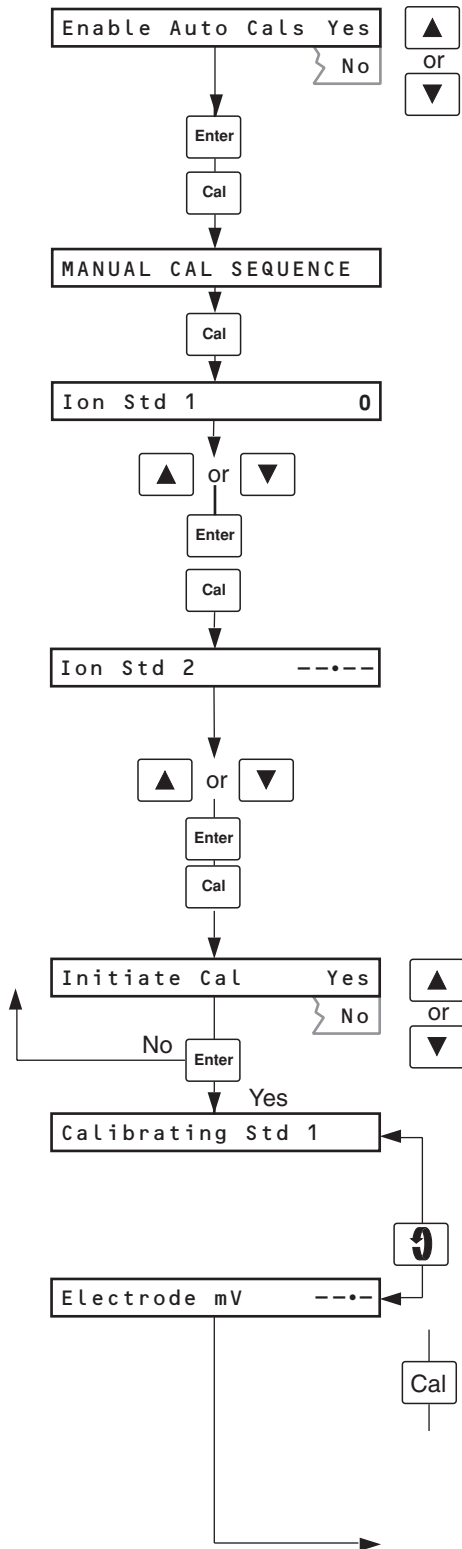 Enable Auto Cals Yes
No
or
Enter
Cal
MANUAL CAL SEQUENCE
Cal
Ion Std 1 0
or
Enter
Cal
Ion Std 2 --•--
or
Enter
Cal
Initiate Cal Yes
No
or
No
Enter
Yes
Calibrating Std 1
Electrode mV --•-
Cal